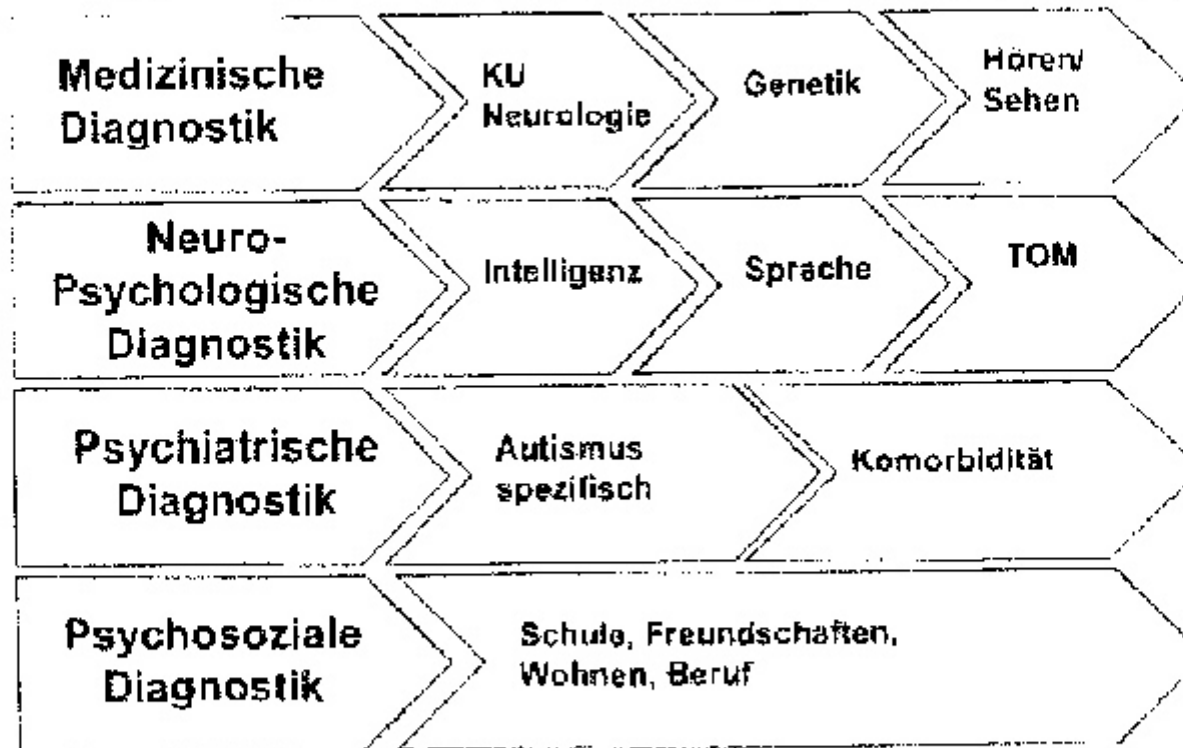 Medizinische
Diagnostik
KU
Neurologie
Genetik
Hören/
Sehen
Neuro-
Psychologische
Diagnostik
Intelligenz
Sprache
TOM
Psychiatrische
Diagnostik
Autismus
spezifisch
Komorbidität
Psychosoziale
Diagnostik
Schule, Freundschaften,
Wohnen, Beruf